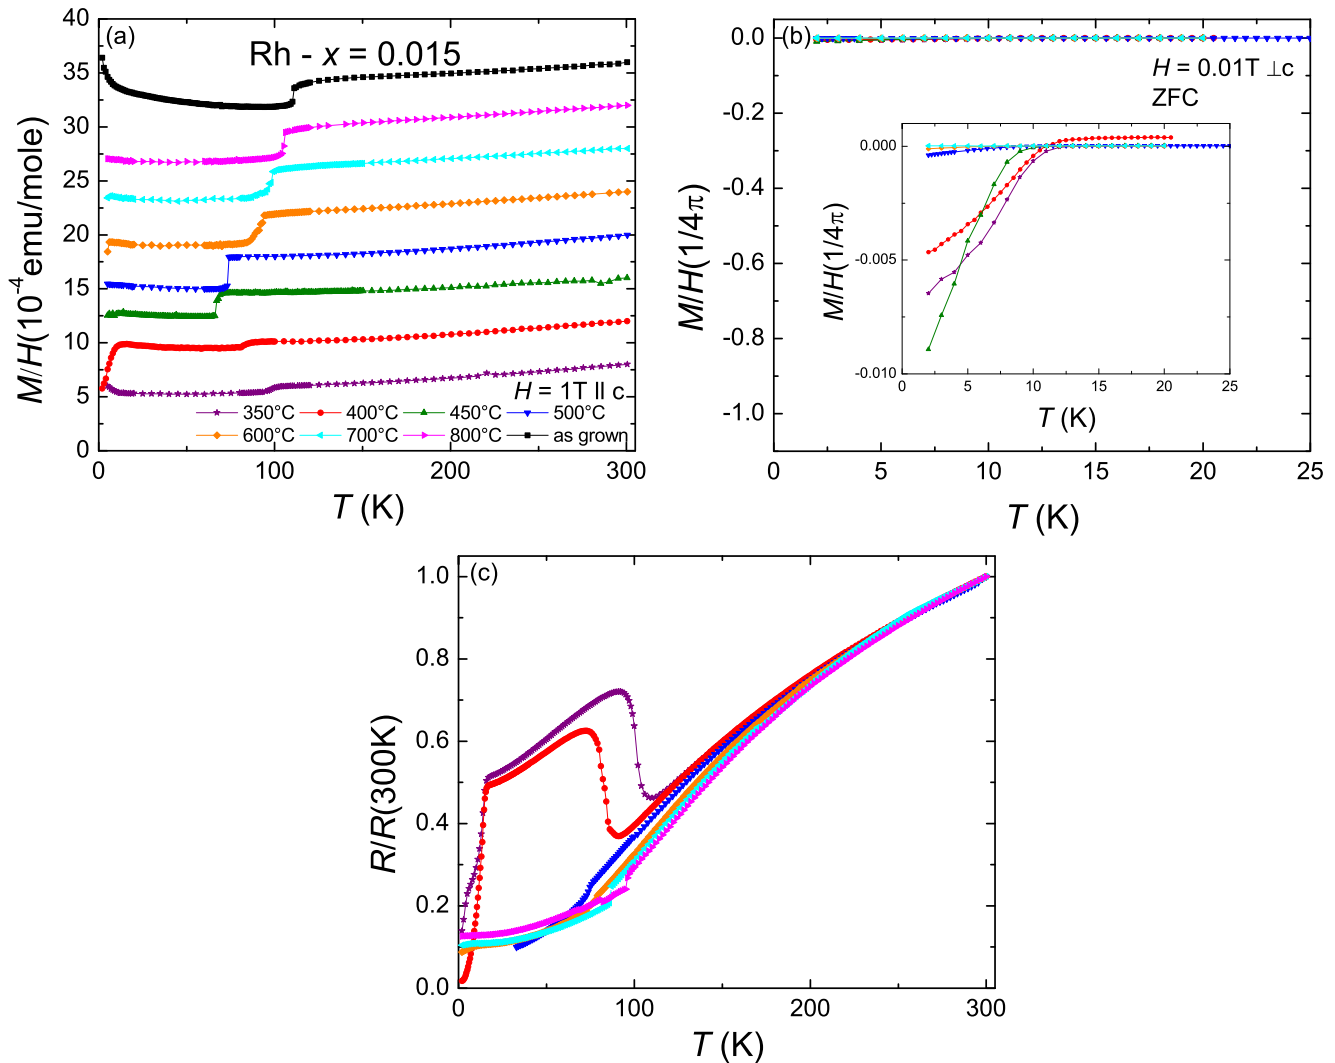 (a)
Rh - x = 0.015
M/H(10⁻⁴emu/mole)
40
35
30
25
20
15
10
5
0
H = 1T || c
350°C 400°C 450°C 500°C
600°C 700°C 800°C as grown
0 100 200 300
T (K)
(b)
H = 0.01T ⊥c
ZFC
M/H(1/4π)
0.0
-0.2
-0.4
-0.6
-0.8
-1.0
0 5 10 15 20 25
T (K)
M/H(1/4π)
0.000
-0.005
-0.010
0 5 10 15 20 25
T (K)
(c)
R/R(300K)
1.0
0.8
0.6
0.4
0.2
0.0
0 100 200 300
T (K)